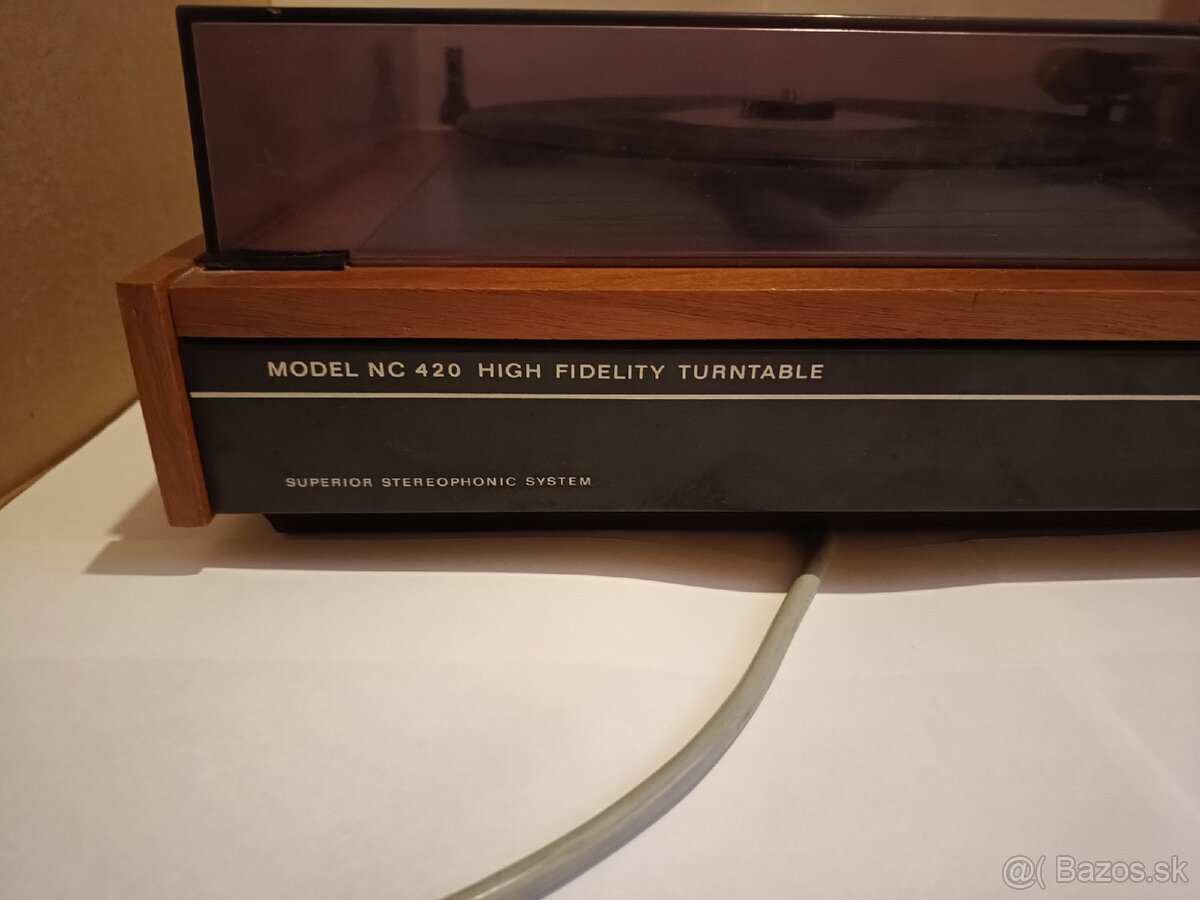 MODEL NC 420 HIGH FIDELITY TURNTABLE
SUPERIOR STEREOPHONIC SYSTEM
@( Bazos.sk